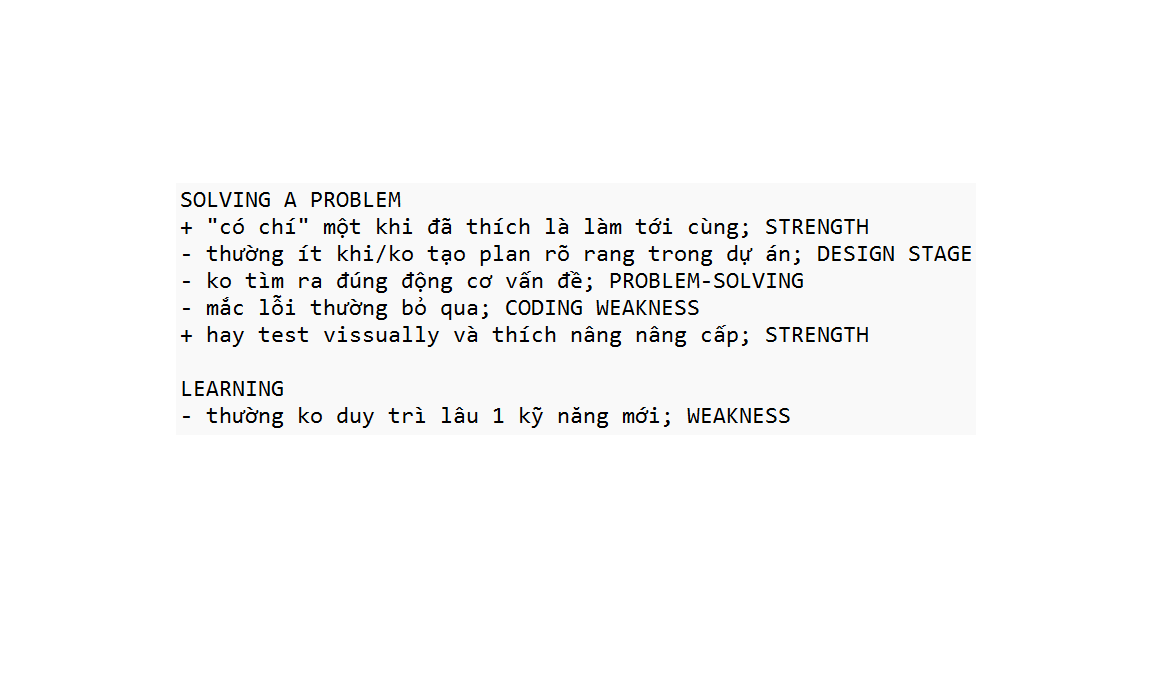 SOLVING A PROBLEM
+ "có chí" một khi đã thích là làm tới cùng; STRENGTH
- thường ít khi/ko tạo plan rõ rang trong dự án; DESIGN STAGE
- ko tìm ra đúng động cơ vấn đề; PROBLEM-SOLVING
- mắc lỗi thường bỏ qua; CODING WEAKNESS
+ hay test vissually và thích nâng nâng cấp; STRENGTH
LEARNING
- thường ko duy trì lâu 1 kỹ năng mới; WEAKNESS